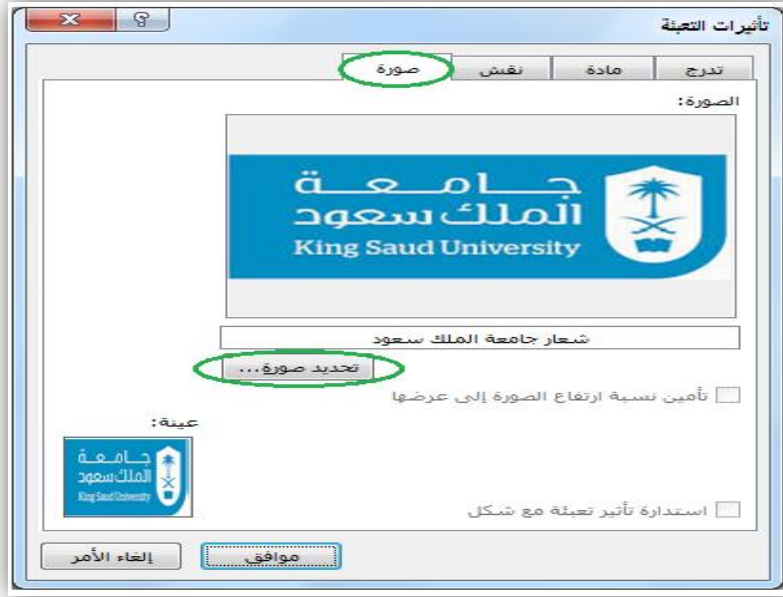 تأثيرات التعبئة
تدرج مادة نقش صورة
الصورة:
جامعة
الملك سعود
King Saud University
شعار جامعة الملك سعود
تحديد صورة...
تأمين نسبة ارتفاع الصورة إلى عرضها
عينة:
جامعة
الملك سعود
King Saud University
استدارة تأثير تعبئة مع شكل
موافق إلغاء الأمر